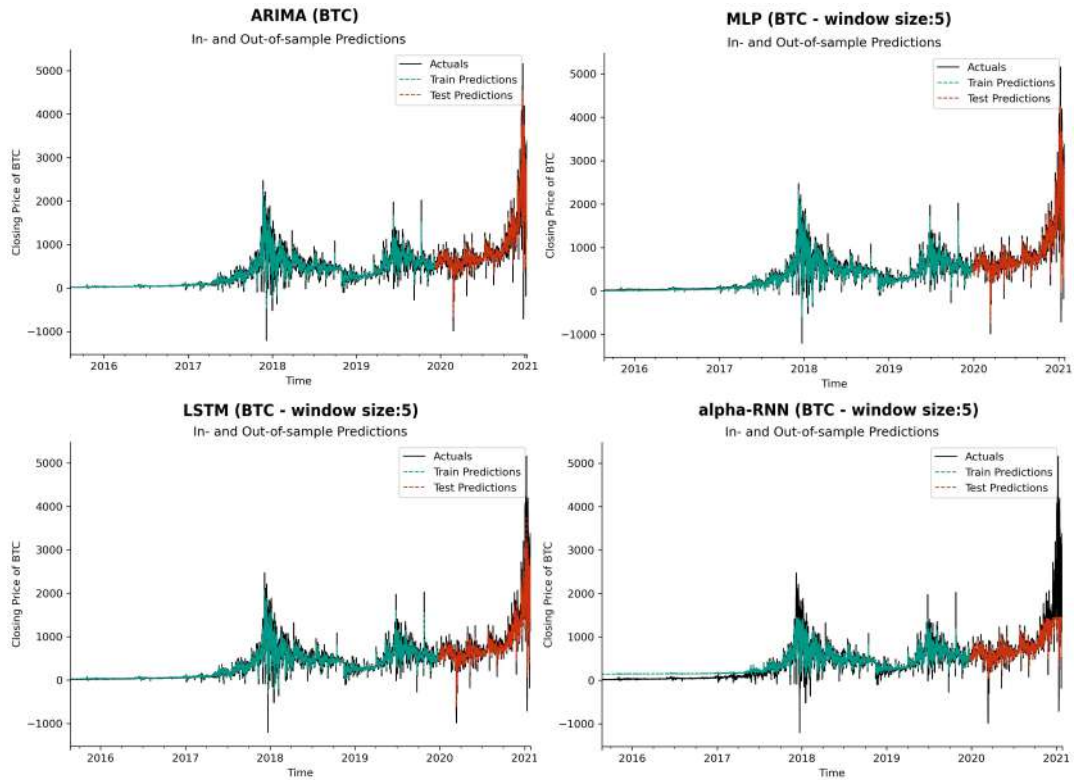 ARIMA (BTC)
In- and Out-of-sample Predictions
Actuals
Train Predictions
Test Predictions
5000
4000
3000
2000
1000
0
−1000
Closing Price of BTC
2016 2017 2018 2019 2020 2021
Time
MLP (BTC - window size:5)
In- and Out-of-sample Predictions
Actuals
Train Predictions
Test Predictions
5000
4000
3000
2000
1000
0
−1000
Closing Price of BTC
2016 2017 2018 2019 2020 2021
Time
LSTM (BTC - window size:5)
In- and Out-of-sample Predictions
Actuals
Train Predictions
Test Predictions
5000
4000
3000
2000
1000
0
−1000
Closing Price of BTC
2016 2017 2018 2019 2020 2021
Time
alpha-RNN (BTC - window size:5)
In- and Out-of-sample Predictions
Actuals
Train Predictions
Test Predictions
5000
4000
3000
2000
1000
0
−1000
Closing Price of BTC
2016 2017 2018 2019 2020 2021
Time